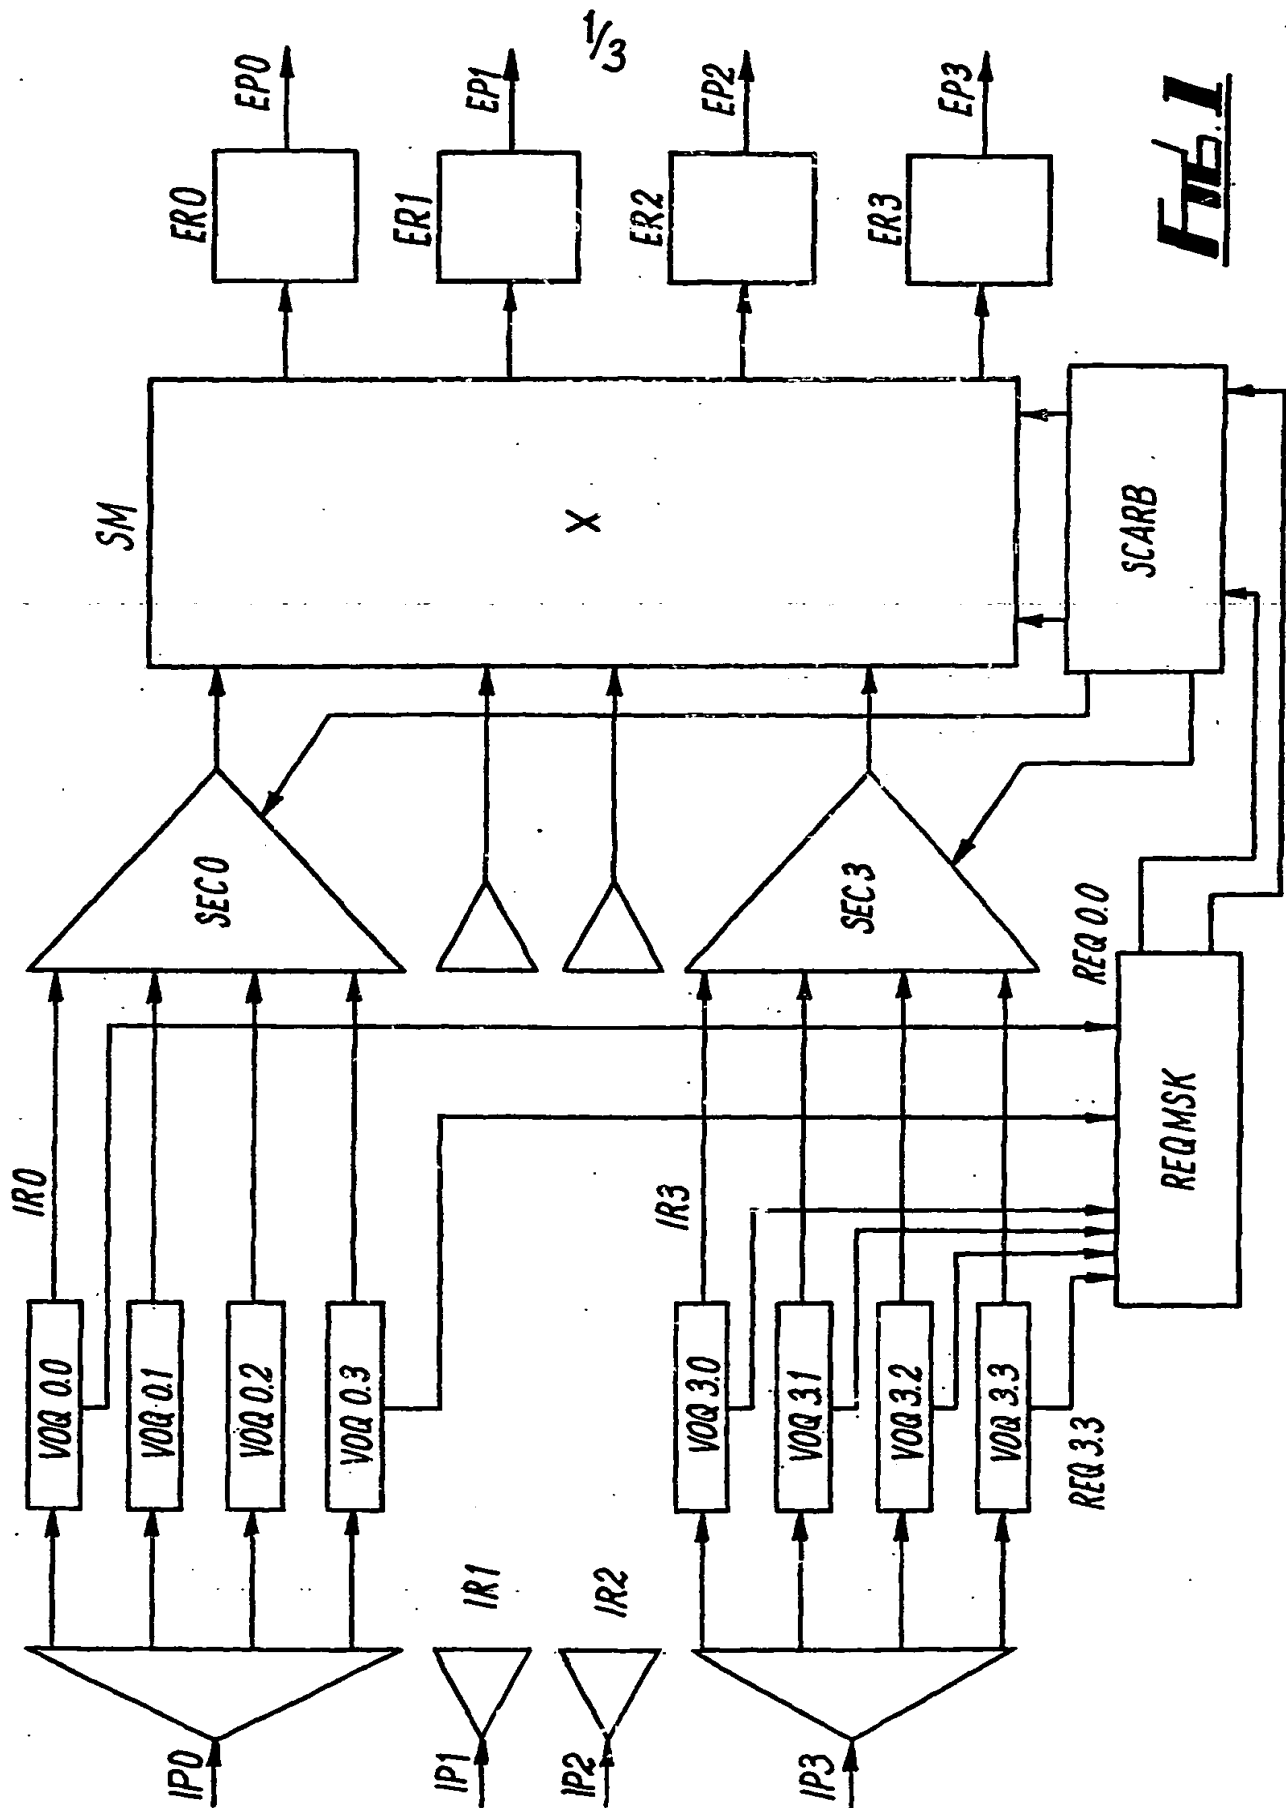 1/3
IP0
IP1
IP2
IP3
IR1
IR2
VOQ 0.0
VOQ 0.1
VOQ 0.2
VOQ 0.3
VOQ 3.0
VOQ 3.1
VOQ 3.2
VOQ 3.3
REQ 3.3
IR0
IR3
REQMSK
REQ 0.0
SEC0
SEC3
SM
X
SCARB
ER0
ER1
ER2
ER3
EP0
EP1
EP2
EP3
FIG. 1